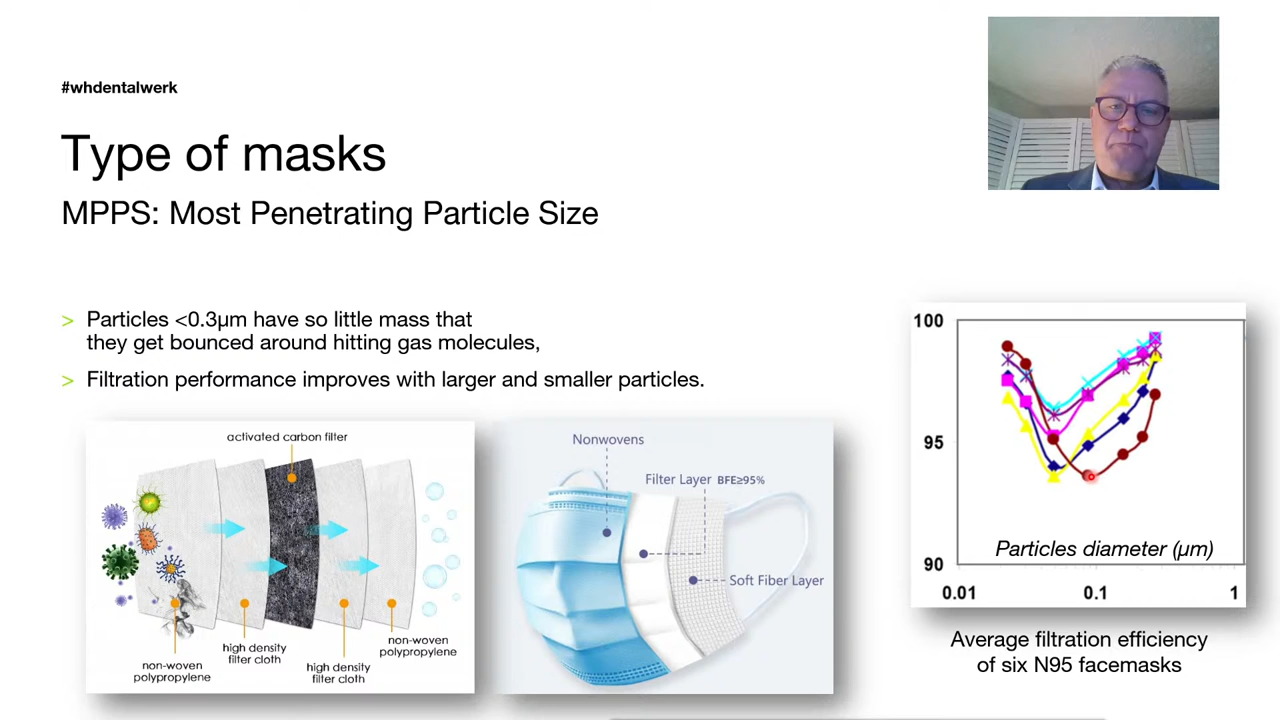 #whdentalwerk
Type of masks
MPPS: Most Penetrating Particle Size
> Particles <0.3µm have so little mass that
they get bounced around hitting gas molecules,
> Filtration performance improves with larger and smaller particles.
activated carbon filter
non-woven
polypropylene
high density
filter cloth
high density
filter cloth
non-woven
polypropylene
Nonwovens
Filter Layer BFE≥95%
Soft Fiber Layer
100
95
90
Particles diameter (µm)
0.01
0.1
1
Average filtration efficiency
of six N95 facemasks